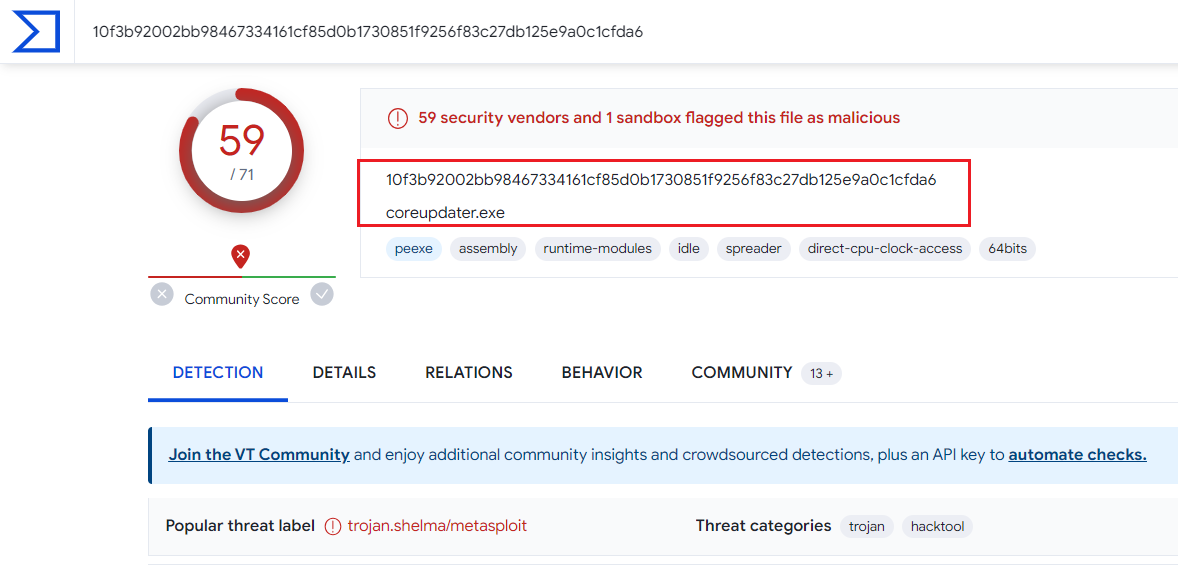 10f3b92002bb98467334161cf85d0b1730851f9256f83c27db125e9a0c1cfda6
59
/ 71
59 security vendors and 1 sandbox flagged this file as malicious
10f3b92002bb98467334161cf85d0b1730851f9256f83c27db125e9a0c1cfda6
coreupdater.exe
peexe assembly runtime-modules idle spreader direct-cpu-clock-access 64bits
Community Score
DETECTION DETAILS RELATIONS BEHAVIOR COMMUNITY 13 +
Join the VT Community and enjoy additional community insights and crowdsourced detections, plus an API key to automate checks.
Popular threat label trojan.shelma/metasploit Threat categories trojan hacktool